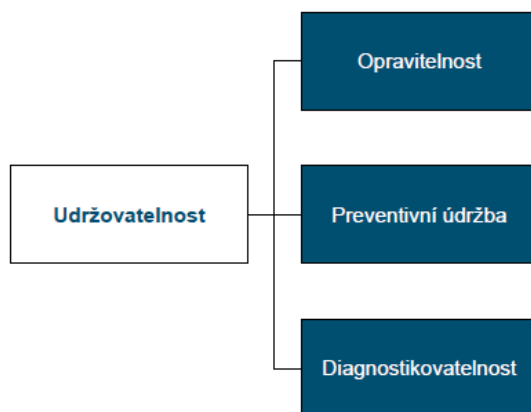 Opravitelnost
Udržovatelnost
Preventivní údržba
Diagnostikovatelnost